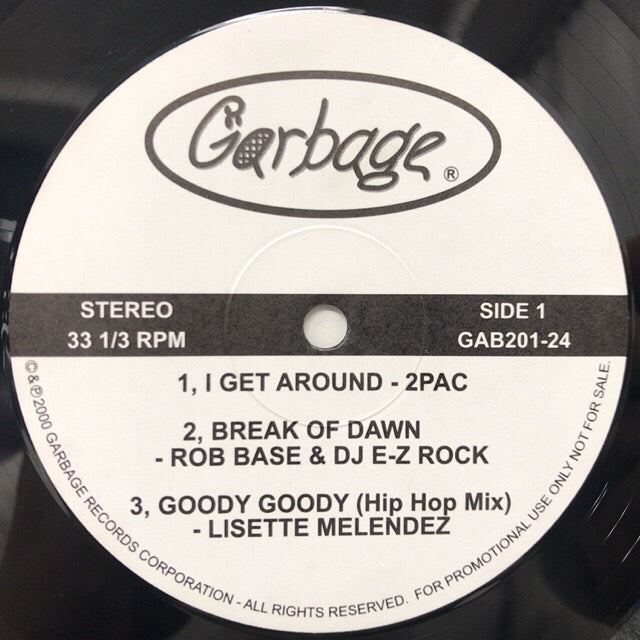 Garbage ®
STEREO
33 1/3 RPM
SIDE 1
GAB201-24
1, I GET AROUND - 2PAC
2, BREAK OF DAWN
- ROB BASE & DJ E-Z ROCK
3, GOODY GOODY (Hip Hop Mix)
- LISETTE MELENDEZ
©&℗2000 GARBAGE RECORDS CORPORATION - ALL RIGHTS RESERVED. FOR PROMOTIONAL USE ONLY NOT FOR SALE.